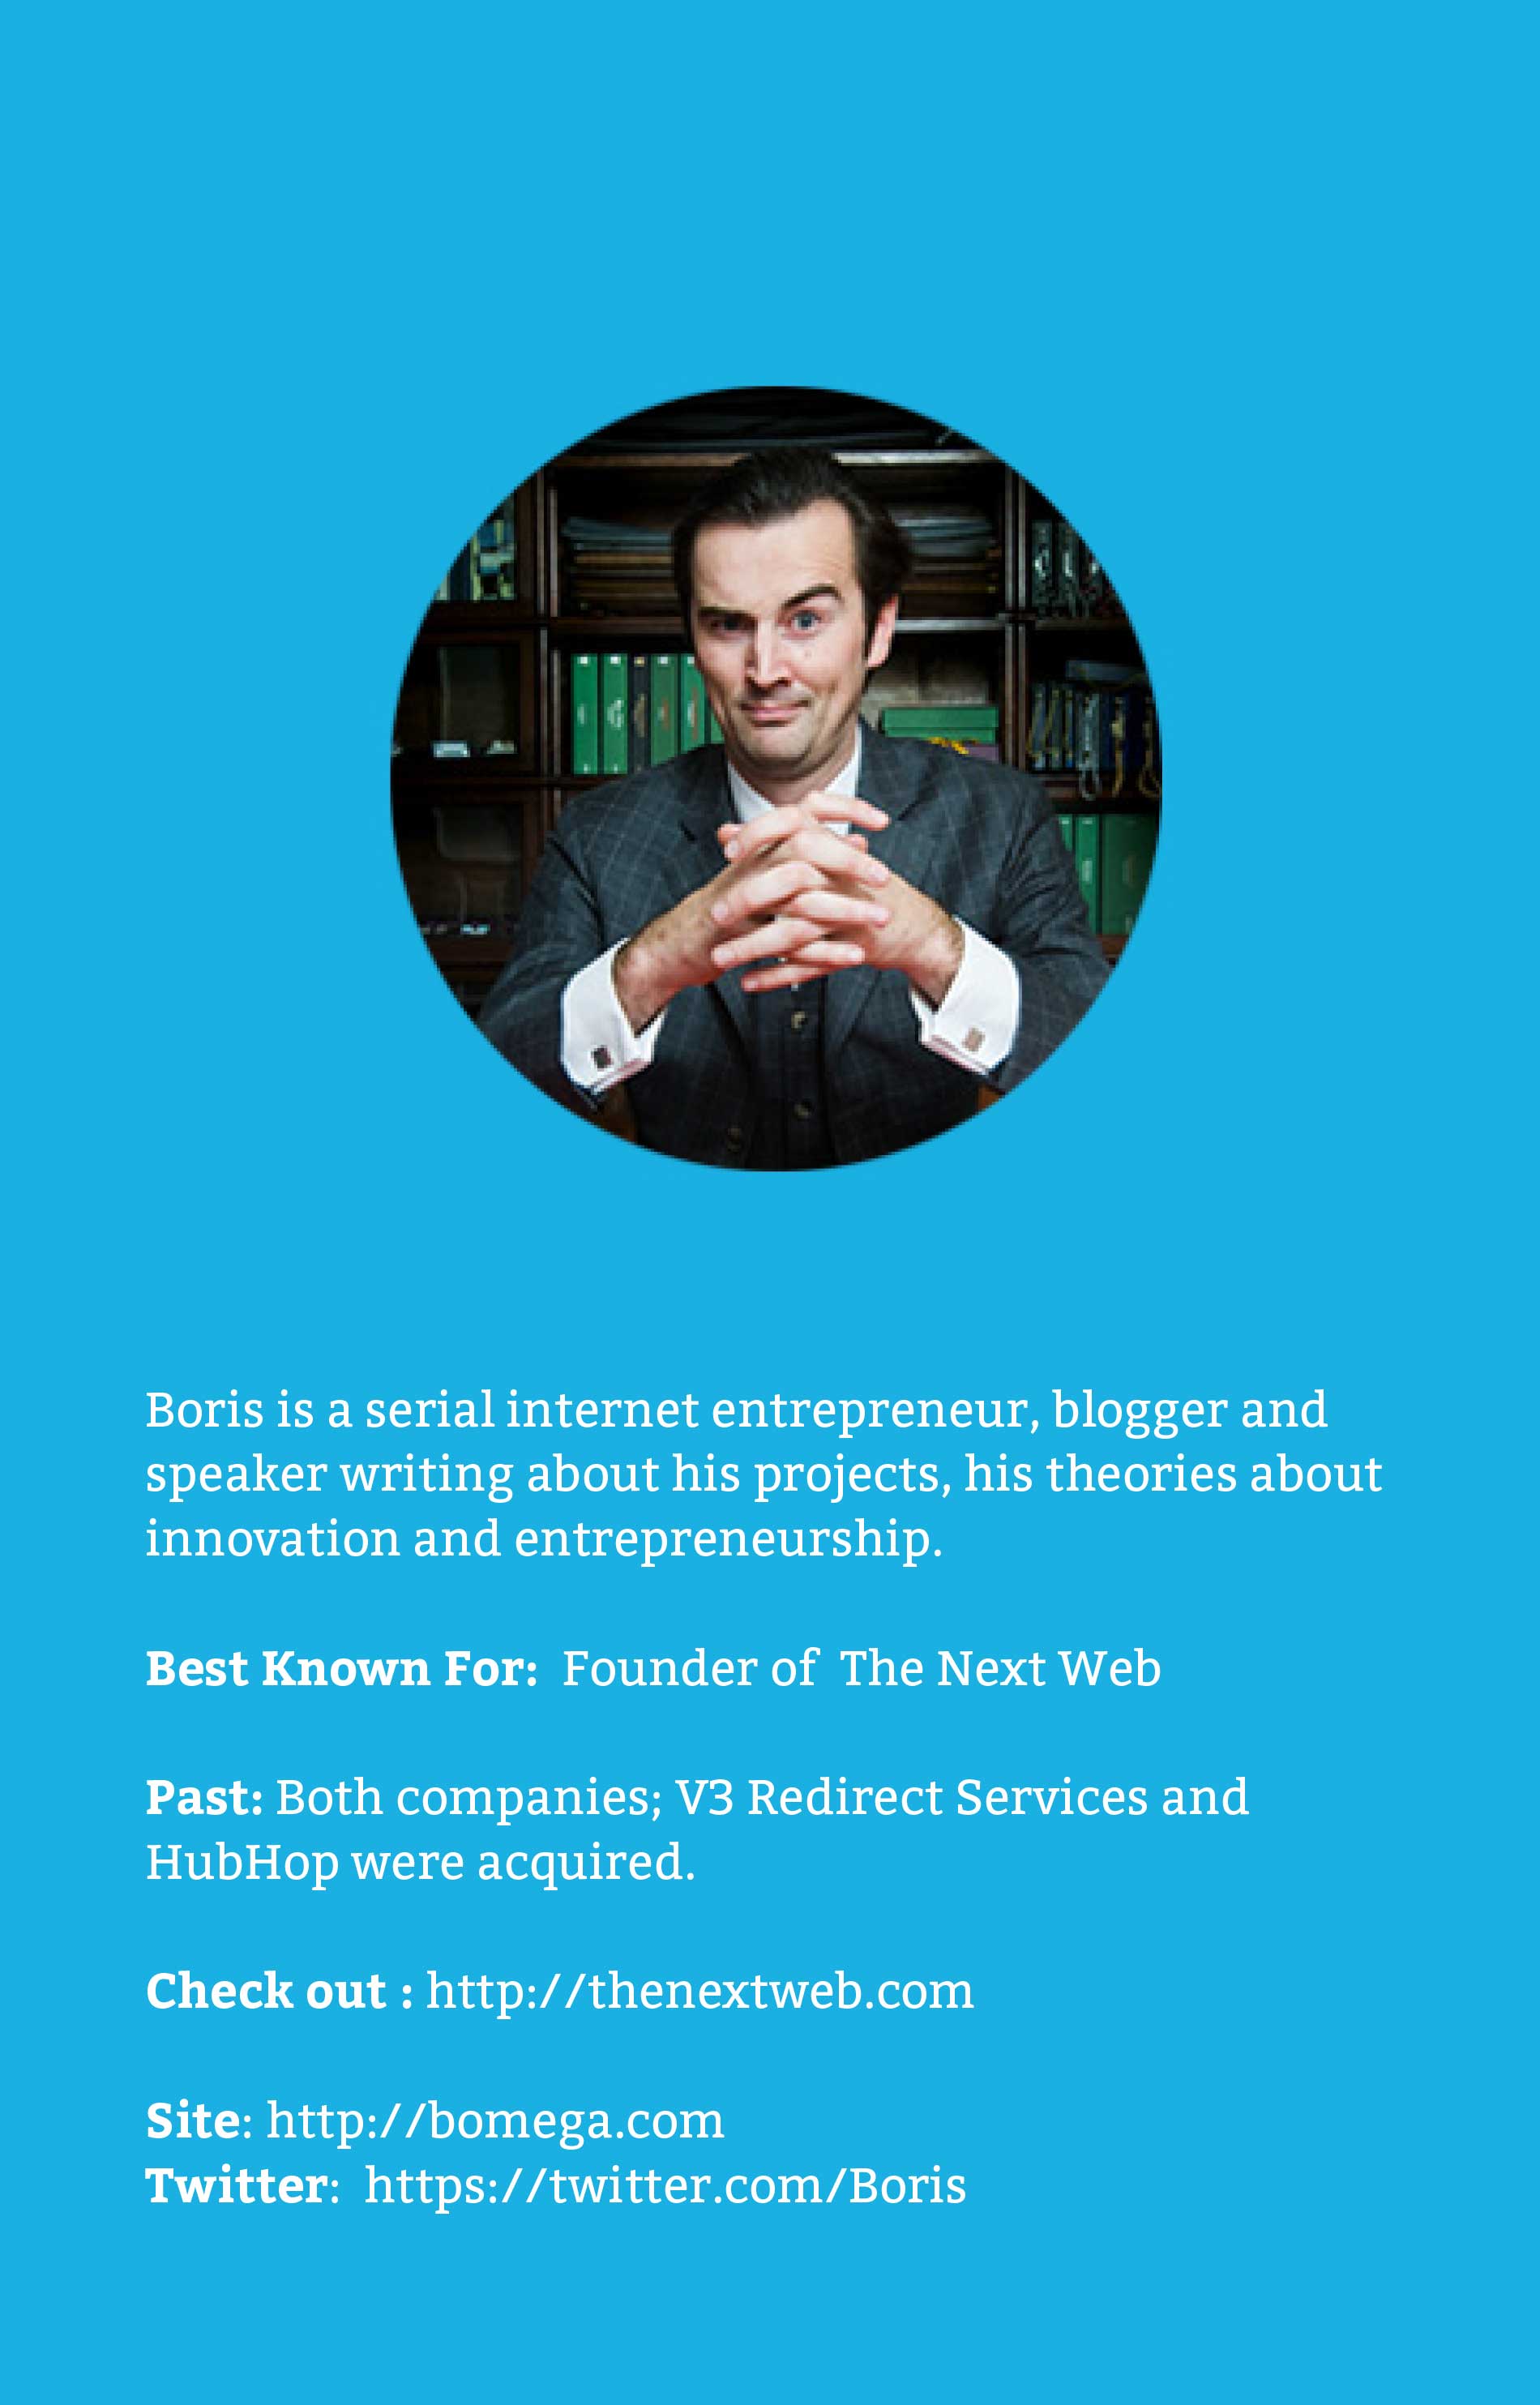 Boris is a serial internet entrepreneur, blogger and
speaker writing about his projects, his theories about
innovation and entrepreneurship.
Best Known For:  Founder of  The Next Web
Past: Both companies; V3 Redirect Services and
HubHop were acquired.
Check out : http://thenextweb.com
Site: http://bomega.com
Twitter:  https://twitter.com/Boris